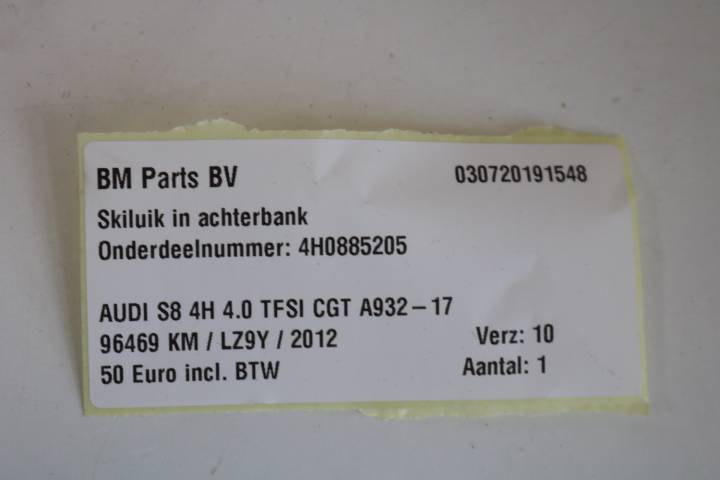 BM Parts BV 030720191548
Skiluik in achterbank
Onderdeelnummer: 4H0885205
AUDI S8 4H 4.0 TFSI CGT A932-17
96469 KM / LZ9Y / 2012 Verz: 10
50 Euro incl. BTW Aantal: 1